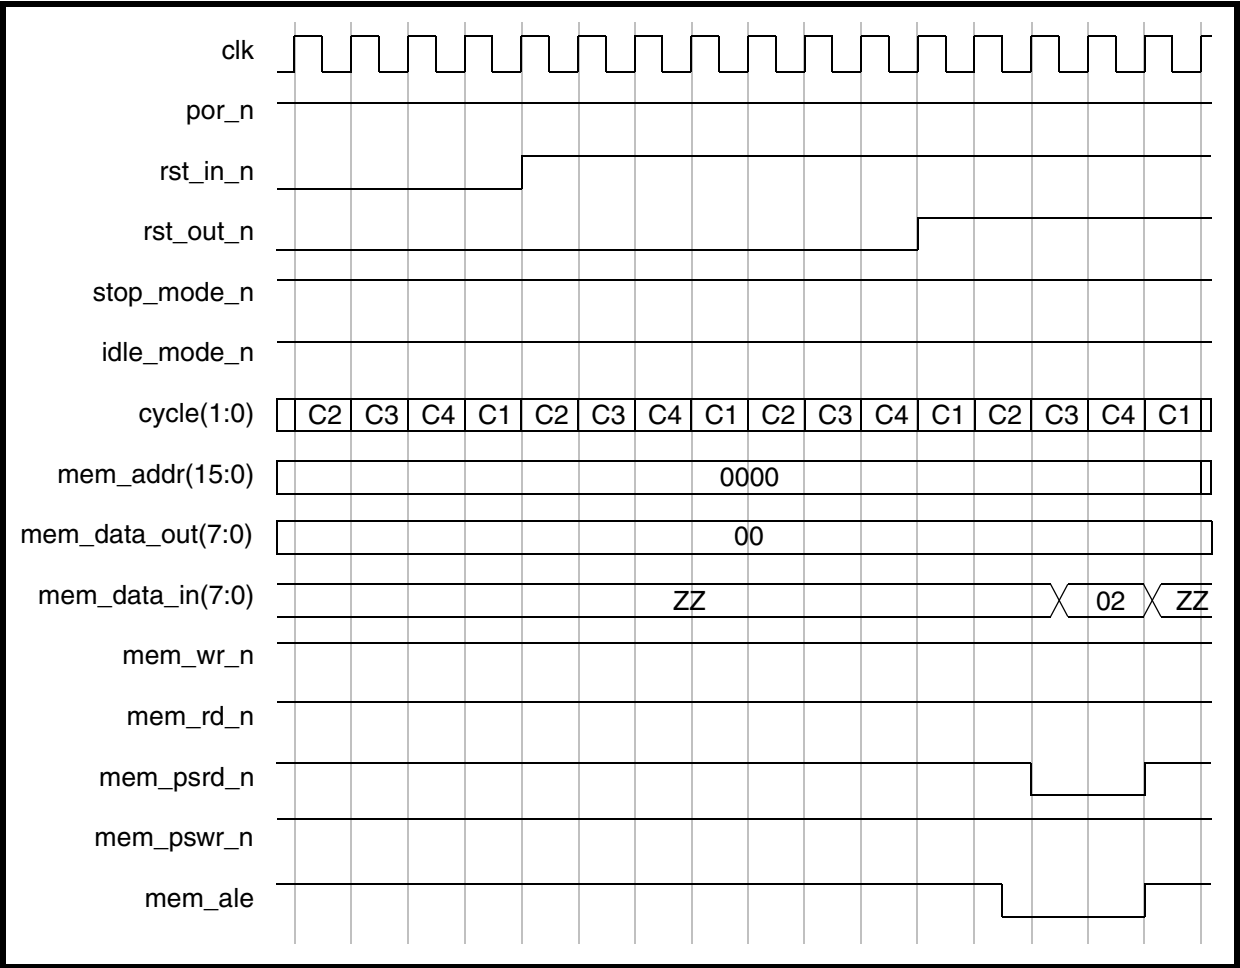 clk
por_n
rst_in_n
rst_out_n
stop_mode_n
idle_mode_n
cycle(1:0) C2 C3 C4 C1 C2 C3 C4 C1 C2 C3 C4 C1 C2 C3 C4 C1
mem_addr(15:0) 0000
mem_data_out(7:0) 00
mem_data_in(7:0) ZZ 02 ZZ
mem_wr_n
mem_rd_n
mem_psrd_n
mem_pswr_n
mem_ale